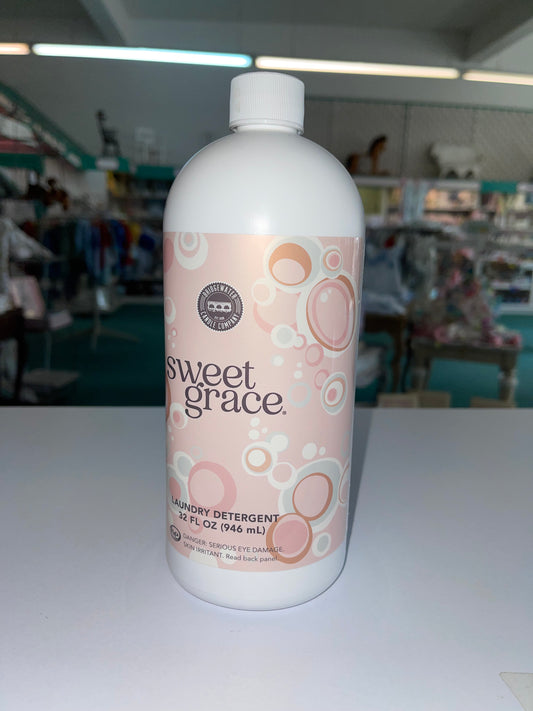 BRIDGEWATER
CANDLE COMPANY
sweet
grace®
LAUNDRY DETERGENT
32 FL OZ (946 mL)
DANGER: SERIOUS EYE DAMAGE.
SKIN IRRITANT. Read back panel.